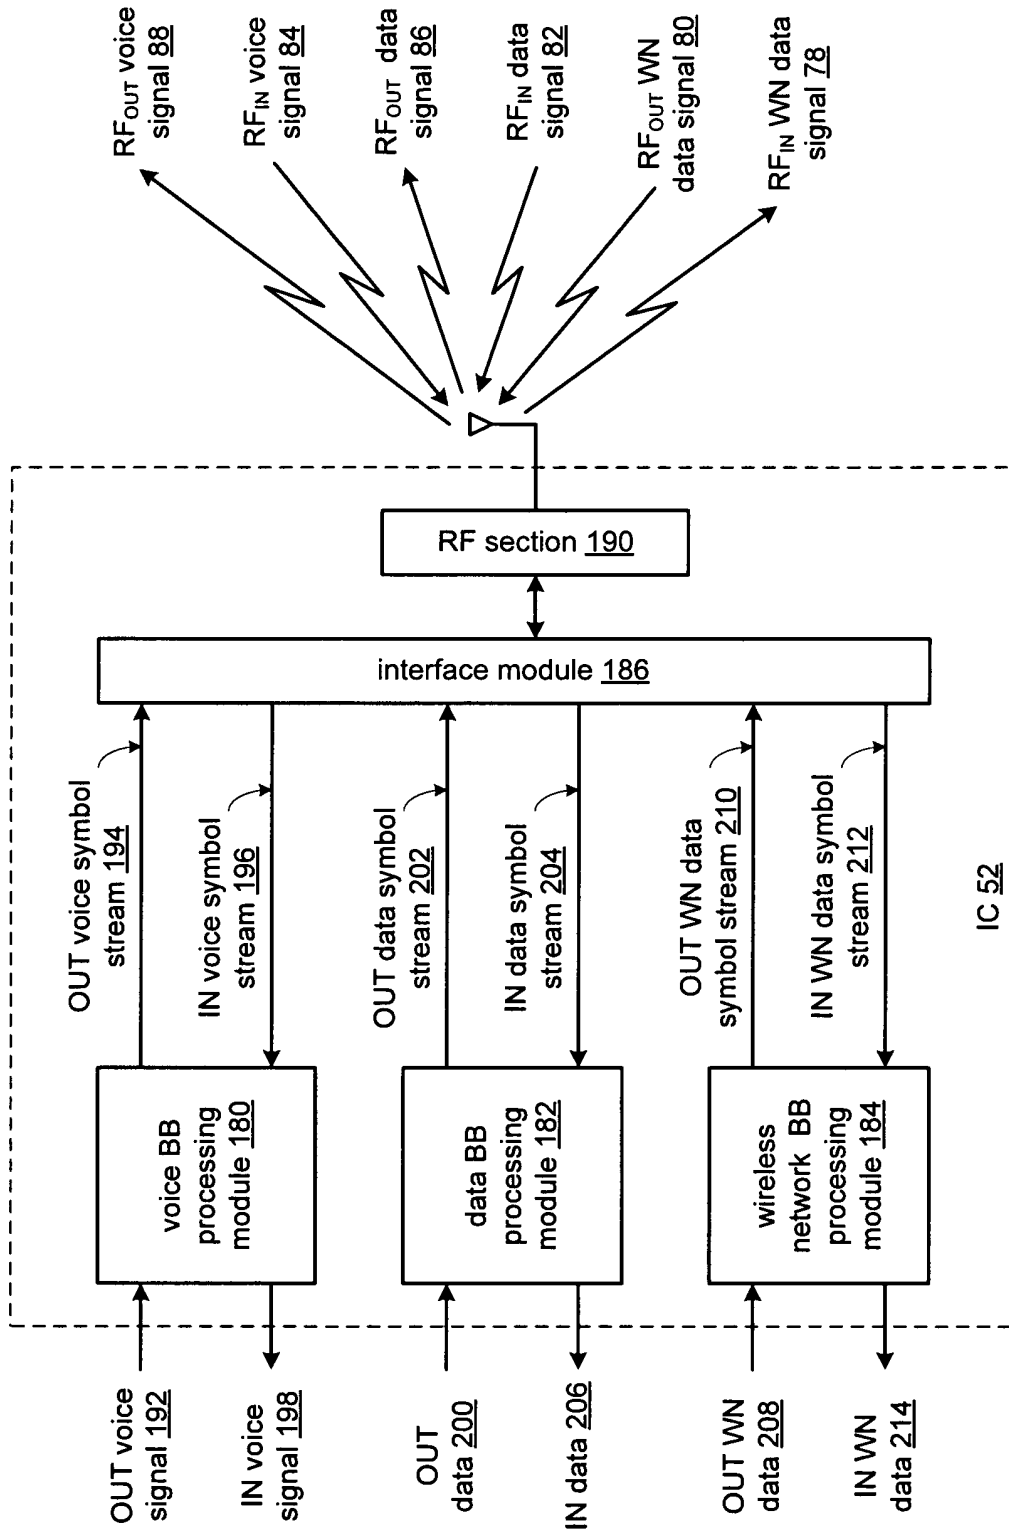 RFOUT voice
signal 88
RFIN voice
signal 84
RFOUT data
signal 86
RFIN data
signal 82
RFOUT WN
data signal 80
RFIN WN data
signal 78
RF section 190
interface module 186
OUT voice symbol
stream 194
IN voice symbol
stream 196
OUT data symbol
stream 202
IN data symbol
stream 204
OUT WN data
symbol stream 210
IN WN data symbol
stream 212
voice BB
processing
module 180
data BB
processing
module 182
wireless
network BB
processing
module 184
IC 52
OUT voice
signal 192
IN voice
signal 198
OUT
data 200
IN data 206
OUT WN
data 208
IN WN
data 214